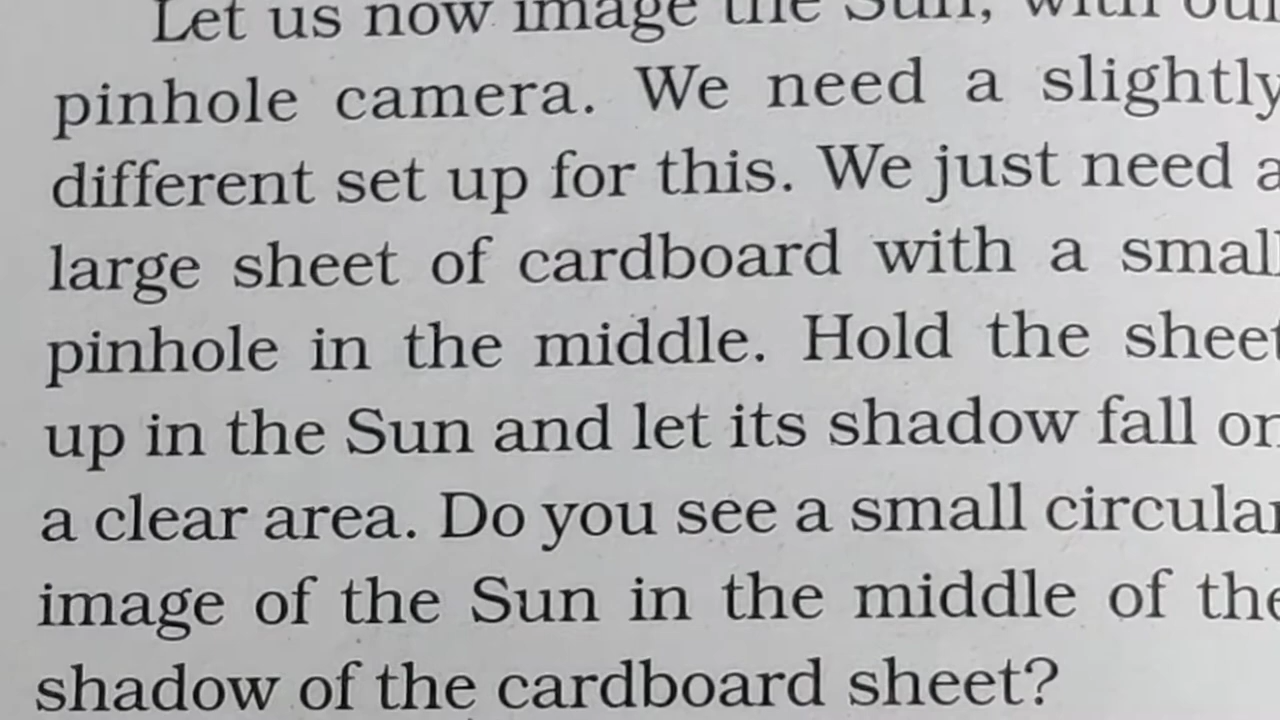 Let us now image the Sun, with our
pinhole camera. We need a slightly
different set up for this. We just need a
large sheet of cardboard with a small
pinhole in the middle. Hold the sheet
up in the Sun and let its shadow fall on
a clear area. Do you see a small circular
image of the Sun in the middle of the
shadow of the cardboard sheet?